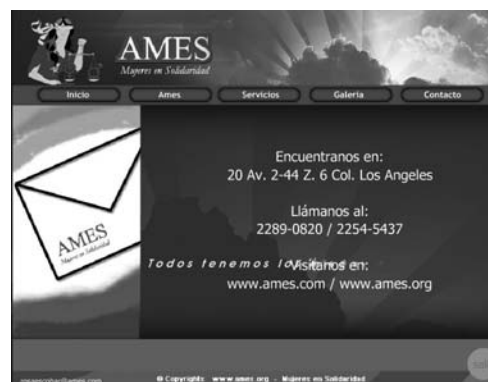 AMES
Mujeres en Solidaridad
Inicio
Ames
Servicios
Galeria
Contacto
Encuentranos en:
20 Av. 2-44 Z. 6 Col. Los Angeles
Llámanos al:
2289-0820 / 2254-5437
AMES
Mujeres en Solidaridad
Todos tenemos
Visitanos en:
www.ames.com / www.ames.org
© Copyrights www.ames.org - Mujeres en Solidaridad